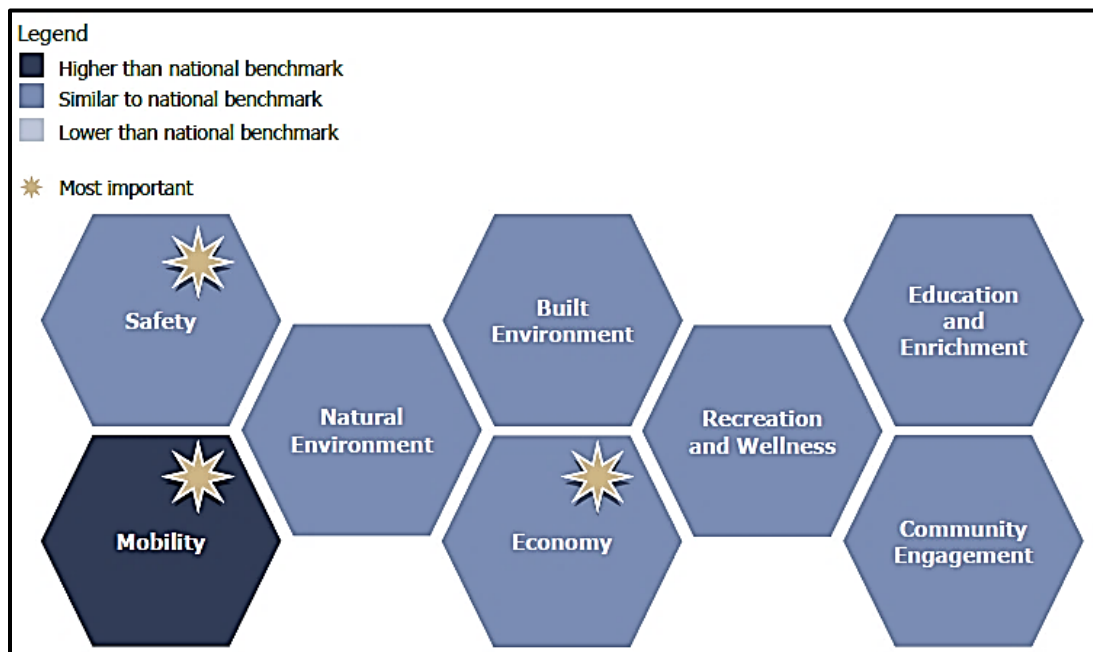 Legend
Higher than national benchmark
Similar to national benchmark
Lower than national benchmark
Most important
Safety
Built
Environment
Education
and
Enrichment
Natural
Environment
Recreation
and Wellness
Mobility
Economy
Community
Engagement